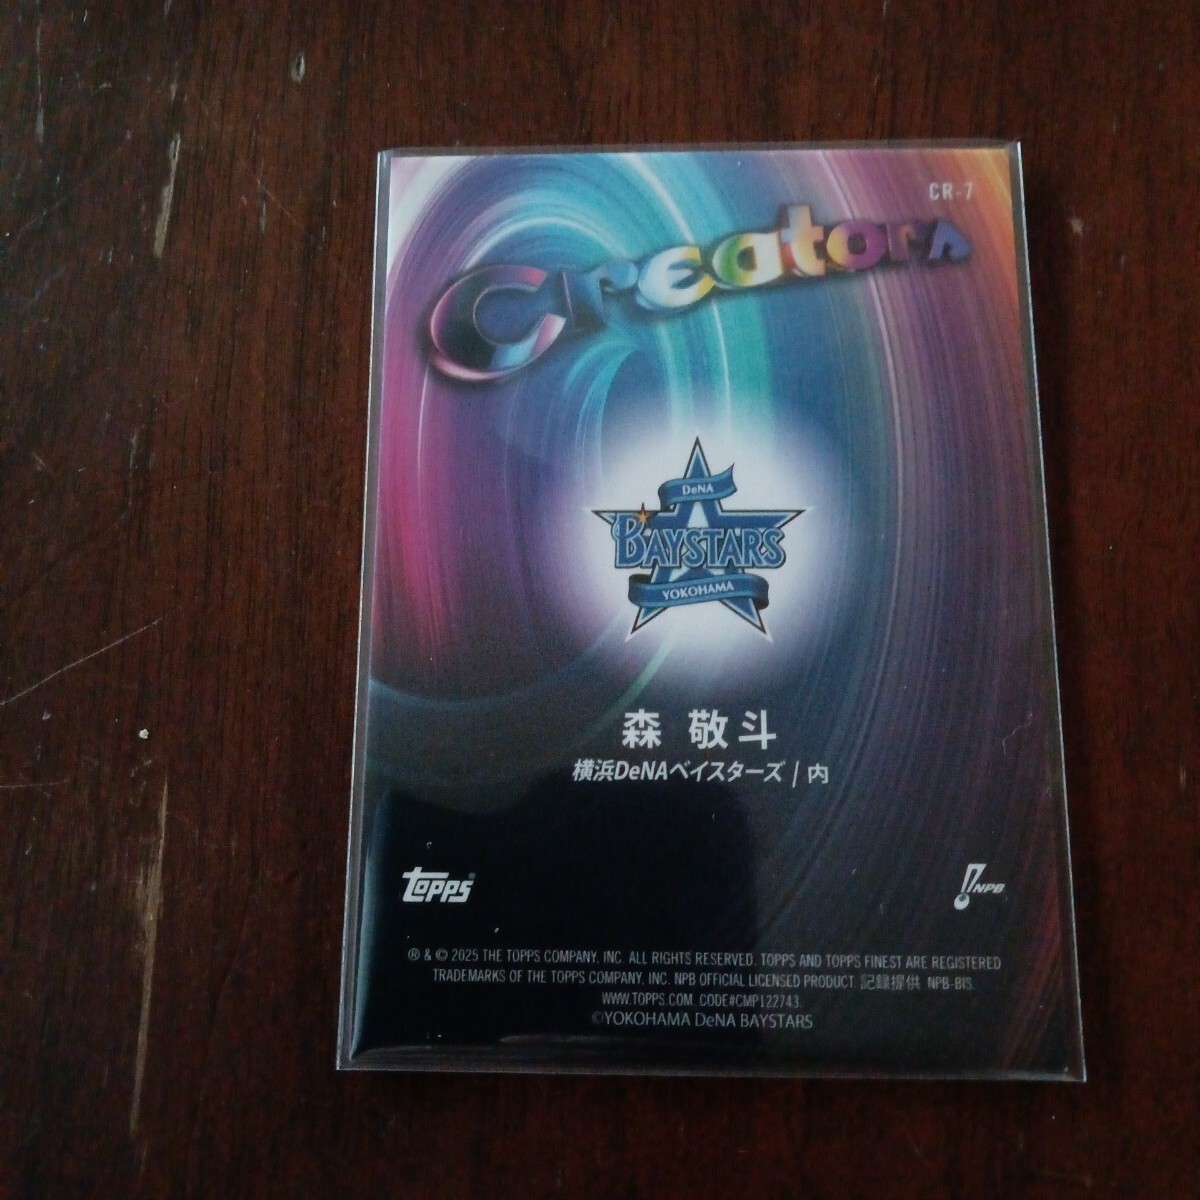 CR-7
Creators
DeNA
BAYSTARS
YOKOHAMA
森 敬斗
横浜DeNAベイスターズ / 内
topps®
NPB
® & © 2025 THE TOPPS COMPANY, INC. ALL RIGHTS RESERVED. TOPPS AND TOPPS FINEST ARE REGISTERED
TRADEMARKS OF THE TOPPS COMPANY, INC. NPB OFFICIAL LICENSED PRODUCT. 記録提供 NPB-BIS.
WWW.TOPPS.COM. CODE#CMP122743.
©YOKOHAMA DeNA BAYSTARS